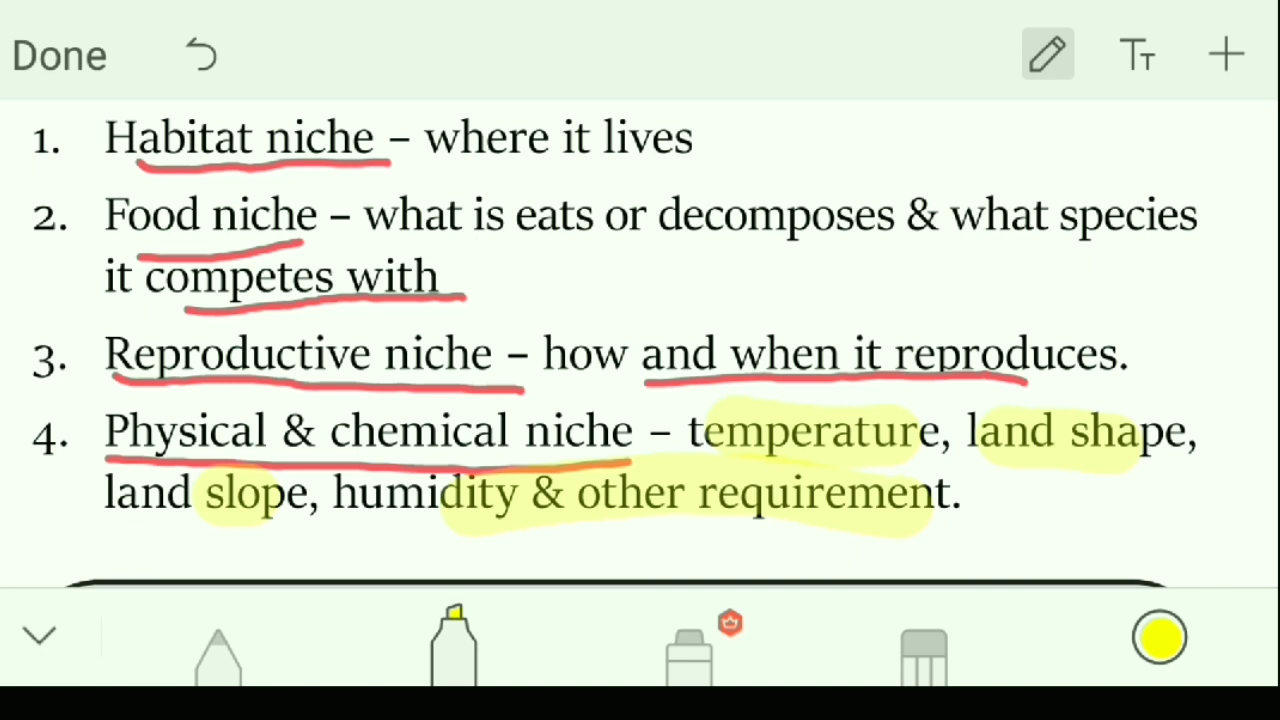 Done
1. Habitat niche – where it lives
2. Food niche – what is eats or decomposes & what species
it competes with
3. Reproductive niche – how and when it reproduces.
4. Physical & chemical niche – temperature, land shape,
land slope, humidity & other requirement.